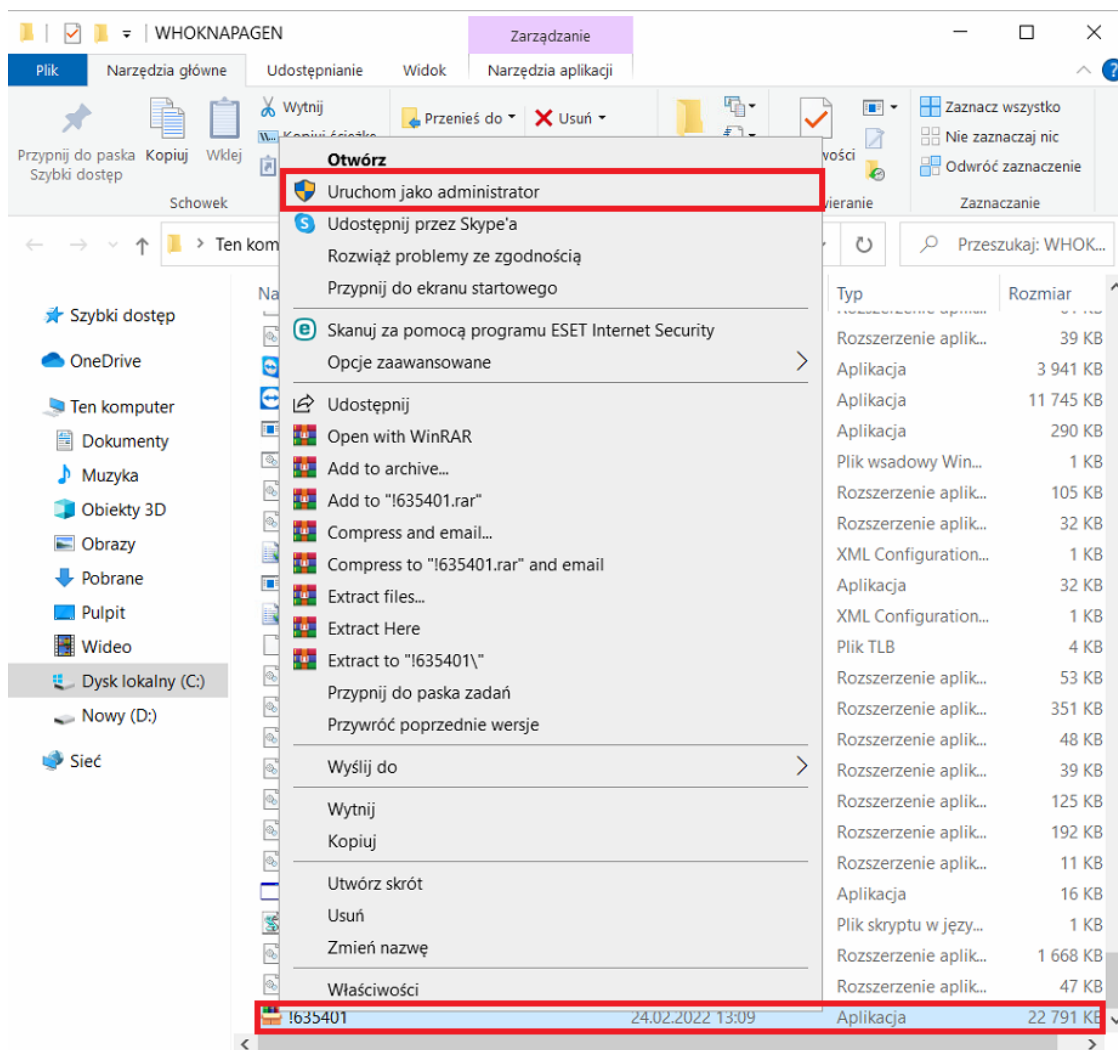 WHOKNAPAGEN
Zarządzanie
Plik Narzędzia główne Udostępnianie Widok Narzędzia aplikacji
Przypnij do paska Szybki dostęp
Kopiuj
Wklej
Wytnij
Kopiuj ścieżkę
Schowek
Przenieś do
Usuń
Zaznacz wszystko
Nie zaznaczaj nic
Odwróć zaznaczenie
Zaznaczanie
Ten kom
Przeszukaj: WHOK...
Szybki dostęp
OneDrive
Ten komputer
Dokumenty
Muzyka
Obiekty 3D
Obrazy
Pobrane
Pulpit
Wideo
Dysk lokalny (C:)
Nowy (D:)
Sieć
Otwórz
Uruchom jako administrator
Udostępnij przez Skype'a
Rozwiąż problemy ze zgodnością
Przypnij do ekranu startowego
Skanuj za pomocą programu ESET Internet Security
Opcje zaawansowane
Udostępnij
Open with WinRAR
Add to archive...
Add to "!635401.rar"
Compress and email...
Compress to "!635401.rar" and email
Extract files...
Extract Here
Extract to "!635401\"
Przypnij do paska zadań
Przywróć poprzednie wersje
Wyślij do
Wytnij
Kopiuj
Utwórz skrót
Usuń
Zmień nazwę
Właściwości
Typ Rozmiar
Rozszerzenie aplik... 39 KB
Aplikacja 3 941 KB
Aplikacja 11 745 KB
Aplikacja 290 KB
Plik wsadowy Win... 1 KB
Rozszerzenie aplik... 105 KB
Rozszerzenie aplik... 32 KB
XML Configuration... 1 KB
Aplikacja 32 KB
XML Configuration... 1 KB
Plik TLB 4 KB
Rozszerzenie aplik... 53 KB
Rozszerzenie aplik... 351 KB
Rozszerzenie aplik... 48 KB
Rozszerzenie aplik... 39 KB
Rozszerzenie aplik... 125 KB
Rozszerzenie aplik... 192 KB
Rozszerzenie aplik... 11 KB
Aplikacja 16 KB
Plik skryptu w języ... 1 KB
Rozszerzenie aplik... 1 668 KB
Rozszerzenie aplik... 47 KB
!635401 24.02.2022 13:09 Aplikacja 22 791 KB